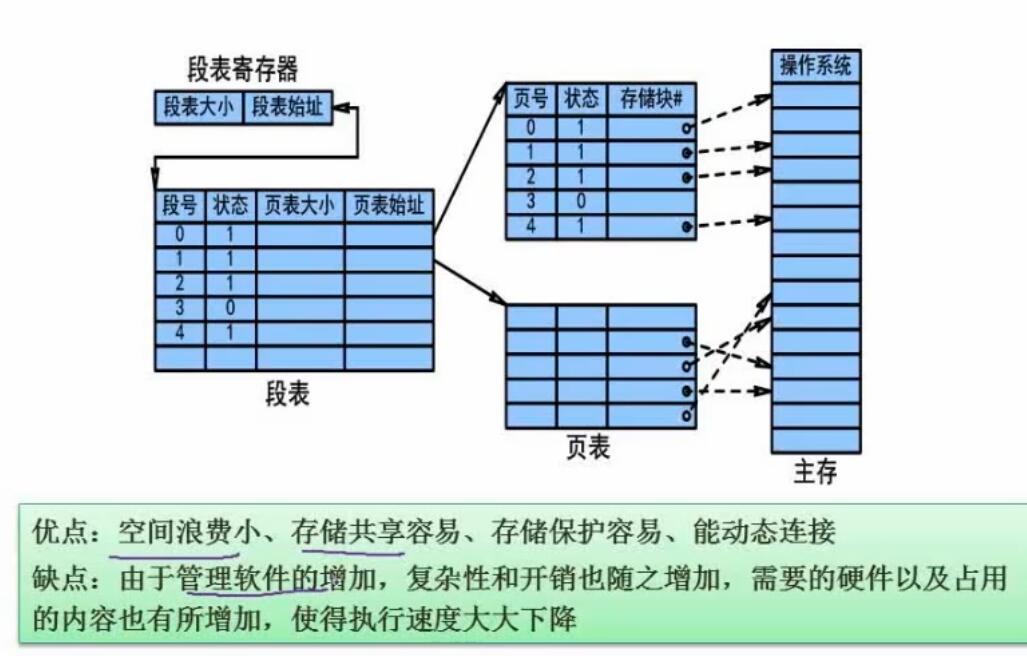 段表寄存器
段表大小 段表始址
段号 状态 页表大小 页表始址
0 1
1 1
2 1
3 0
4 1
段表
页号 状态 存储块#
0 1
1 1
2 1
3 0
4 1
页表
操作系统
主存
优点：空间浪费小、存储共享容易、存储保护容易、能动态连接
缺点：由于管理软件的增加，复杂性和开销也随之增加，需要的硬件以及占用
的内容也有所增加，使得执行速度大大下降